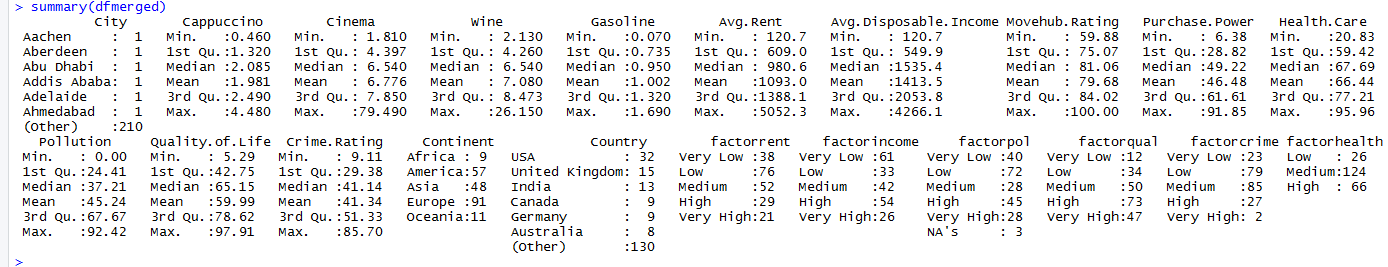 > summary(dfmerged)
City Cappuccino Cinema Wine Gasoline Avg.Rent Avg.Disposable.Income Movehub.Rating Purchase.Power Health.Care
Aachen : 1 Min. :0.460 Min. : 1.810 Min. : 2.130 Min. :0.070 Min. : 120.7 Min. : 120.7 Min. : 59.88 Min. : 6.38 Min. :20.83
Aberdeen : 1 1st Qu.:1.320 1st Qu.: 4.397 1st Qu.: 4.260 1st Qu.:0.735 1st Qu.: 609.0 1st Qu.: 549.9 1st Qu.: 75.07 1st Qu.:28.82 1st Qu.:59.42
Abu Dhabi : 1 Median :2.085 Median : 6.540 Median : 6.540 Median :0.950 Median : 980.6 Median :1535.4 Median : 81.06 Median :49.22 Median :67.69
Addis Ababa: 1 Mean :1.981 Mean : 6.776 Mean : 7.080 Mean :1.002 Mean :1093.0 Mean :1413.5 Mean : 79.68 Mean :46.48 Mean :66.44
Adelaide : 1 3rd Qu.:2.490 3rd Qu.: 7.850 3rd Qu.: 8.473 3rd Qu.:1.320 3rd Qu.:1388.1 3rd Qu.:2053.8 3rd Qu.: 84.02 3rd Qu.:61.61 3rd Qu.:77.21
Ahmedabad : 1 Max. :4.480 Max. :79.490 Max. :26.150 Max. :1.690 Max. :5052.3 Max. :4266.1 Max. :100.00 Max. :91.85 Max. :95.96
(Other) :210
Pollution Quality.of.Life Crime.Rating Continent Country factorrent factorincome factorpol factorqual factorcrime factorhealth
Min. : 0.00 Min. : 5.29 Min. : 9.11 Africa : 9 USA : 32 Very Low :38 Very Low :61 Very Low :40 Very Low :12 Very Low :23 Low : 26
1st Qu.:24.41 1st Qu.:42.75 1st Qu.:29.38 America:57 United Kingdom: 15 Low :76 Low :33 Low :72 Low :34 Low :79 Medium:124
Median :37.21 Median :65.15 Median :41.14 Asia :48 India : 13 Medium :52 Medium :42 Medium :28 Medium :50 Medium :85 High : 66
Mean :45.24 Mean :59.99 Mean :41.34 Europe :91 Canada : 9 High :29 High :54 High :45 High :73 High :27
3rd Qu.:67.67 3rd Qu.:78.62 3rd Qu.:51.33 Oceania:11 Germany : 9 Very High:21 Very High:26 Very High:28 Very High:47 Very High: 2
Max. :92.42 Max. :97.91 Max. :85.70 Australia : 8 NA's : 3
(Other) :130
>